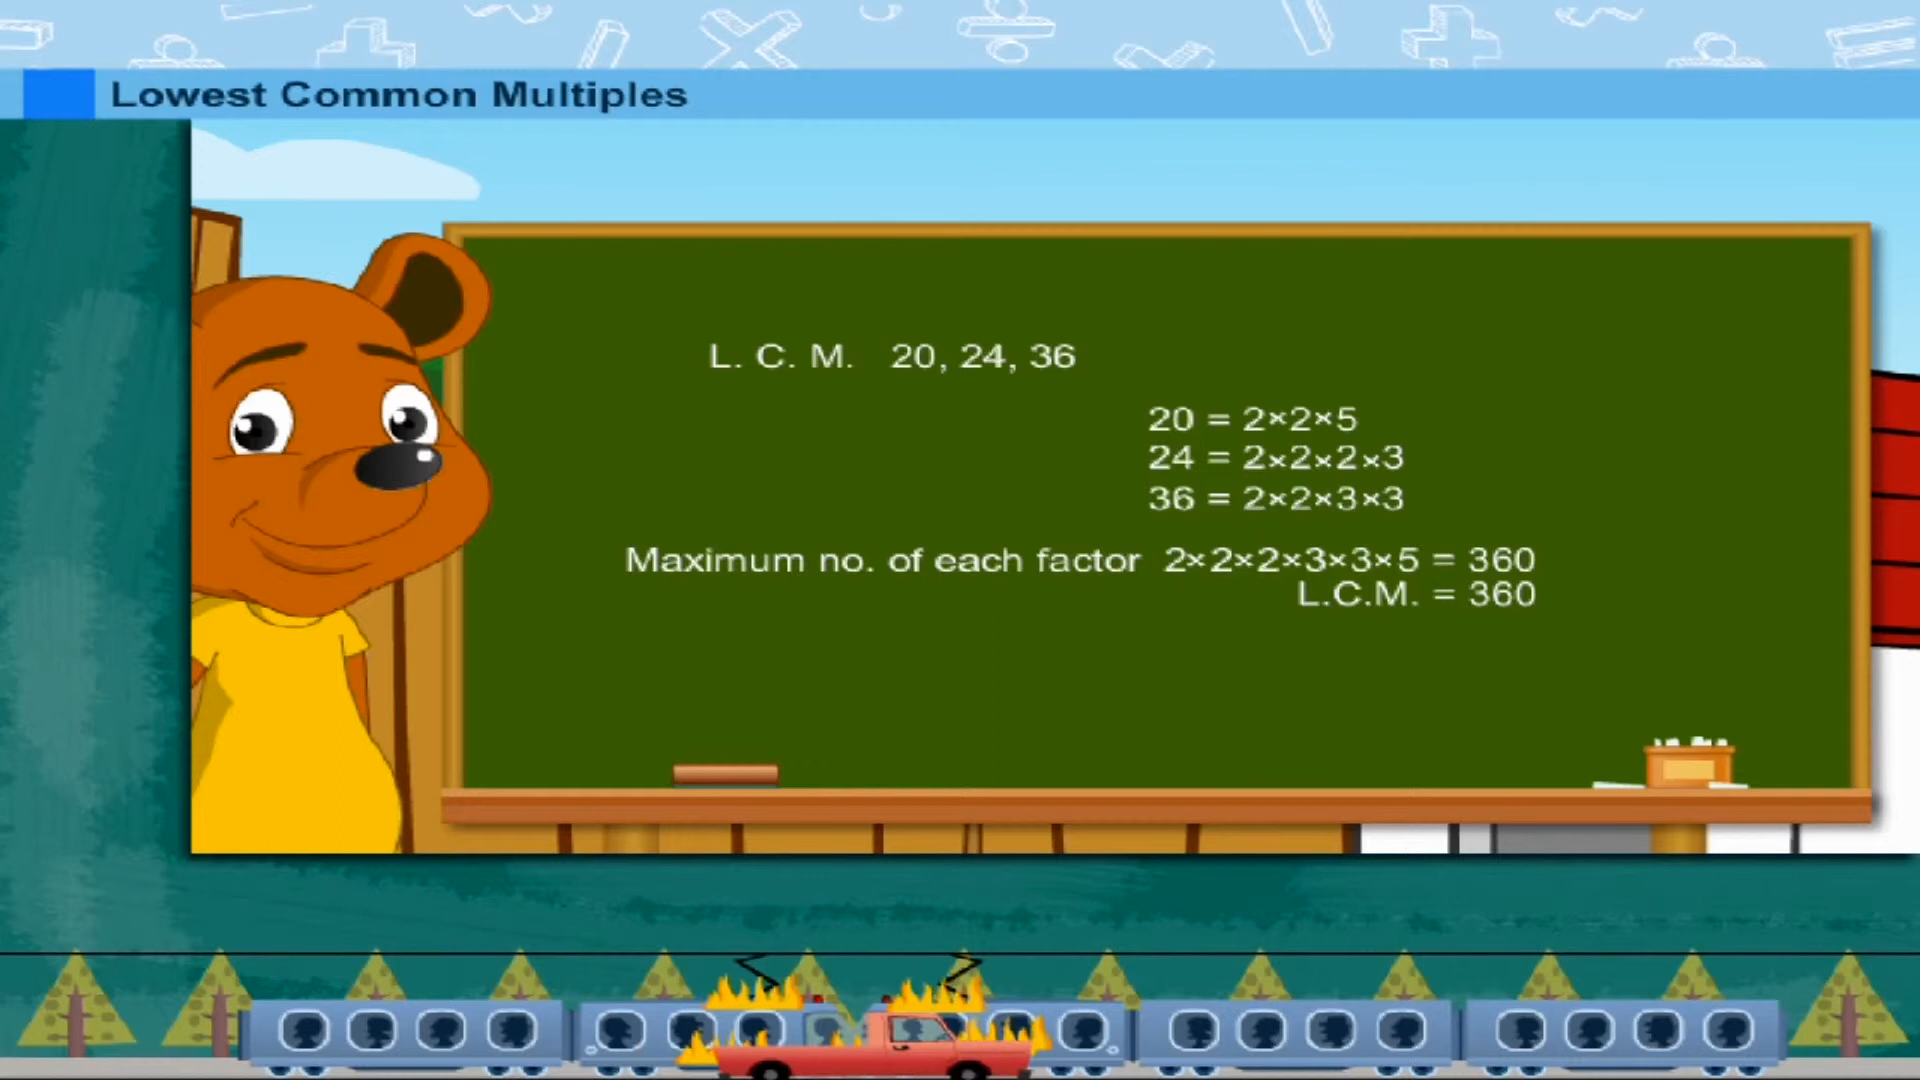 Lowest Common Multiples
L. C. M. 20, 24, 36
20 = 2×2×5
24 = 2×2×2×3
36 = 2×2×3×3
Maximum no. of each factor 2×2×2×3×3×5 = 360
L.C.M. = 360